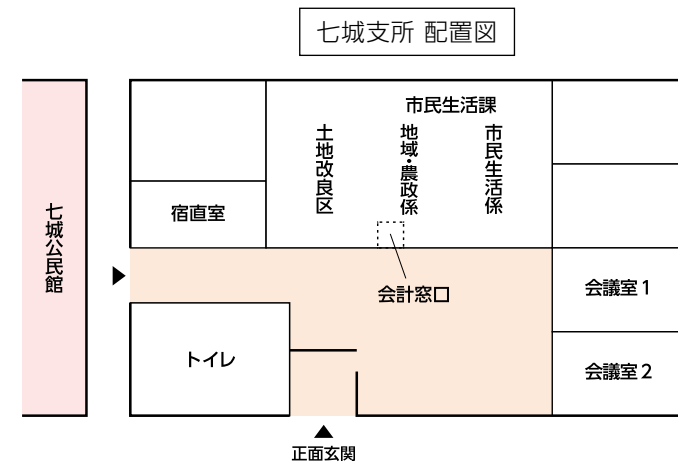 七城支所 配置図
市民生活課
土地改良区
地域・農政係
市民生活係
宿直室
七城公民館
会計窓口
会議室1
トイレ
会議室2
正面玄関